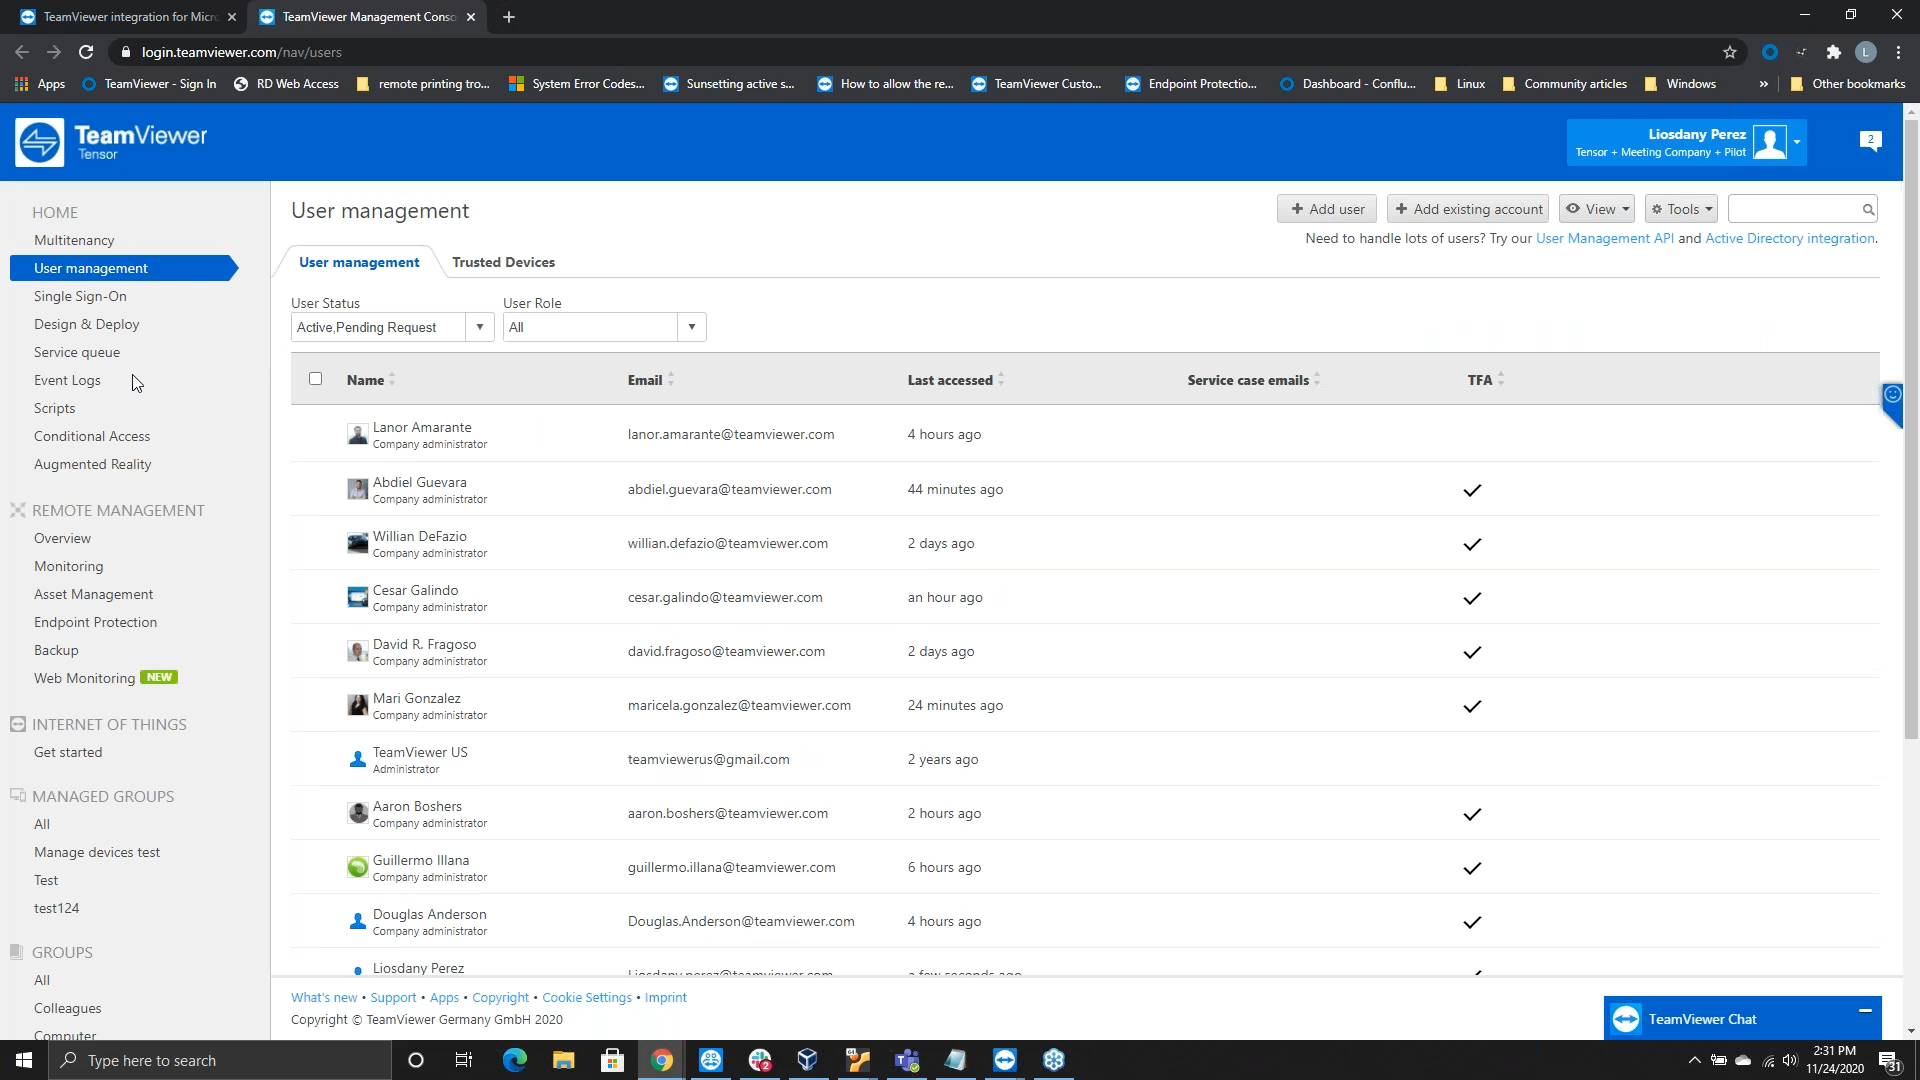 TeamViewer integration for Micr
TeamViewer Management Conso
login.teamviewer.com/nav/users
L
Apps
TeamViewer - Sign In
RD Web Access
remote printing tro...
System Error Codes...
Sunsetting active s...
How to allow the re...
TeamViewer Custo...
Endpoint Protectio...
Dashboard - Conflu...
Linux
Community articles
Windows
»
Other bookmarks
TeamViewer
Tensor
Liosdany Perez
Tensor + Meeting Company + Pilot
2
HOME
Multitenancy
User management
Single Sign-On
Design & Deploy
Service queue
Event Logs
Scripts
Conditional Access
Augmented Reality
REMOTE MANAGEMENT
Overview
Monitoring
Asset Management
Endpoint Protection
Backup
Web Monitoring NEW
INTERNET OF THINGS
Get started
MANAGED GROUPS
All
Manage devices test
Test
test124
GROUPS
All
Colleagues
Computer
User management
+ Add user
+ Add existing account
View
Tools
Need to handle lots of users? Try our User Management API and Active Directory integration.
User management
Trusted Devices
User Status
User Role
Active,Pending Request
All
Name
Email
Last accessed
Service case emails
TFA
Lanor Amarante
Company administrator
lanor.amarante@teamviewer.com
4 hours ago
Abdiel Guevara
Company administrator
abdiel.guevara@teamviewer.com
44 minutes ago
Willian DeFazio
Company administrator
willian.defazio@teamviewer.com
2 days ago
Cesar Galindo
Company administrator
cesar.galindo@teamviewer.com
an hour ago
David R. Fragoso
Company administrator
david.fragoso@teamviewer.com
2 days ago
Mari Gonzalez
Company administrator
maricela.gonzalez@teamviewer.com
24 minutes ago
TeamViewer US
Administrator
teamviewerus@gmail.com
2 years ago
Aaron Boshers
Company administrator
aaron.boshers@teamviewer.com
2 hours ago
Guillermo Illana
Company administrator
guillermo.illana@teamviewer.com
6 hours ago
Douglas Anderson
Company administrator
Douglas.Anderson@teamviewer.com
4 hours ago
Liosdany Perez
Liosdany.perez@teamviewer.com
a few seconds ago
What's new • Support • Apps • Copyright • Cookie Settings • Imprint
Copyright © TeamViewer Germany GmbH 2020
TeamViewer Chat
Type here to search
2:31 PM
11/24/2020
31